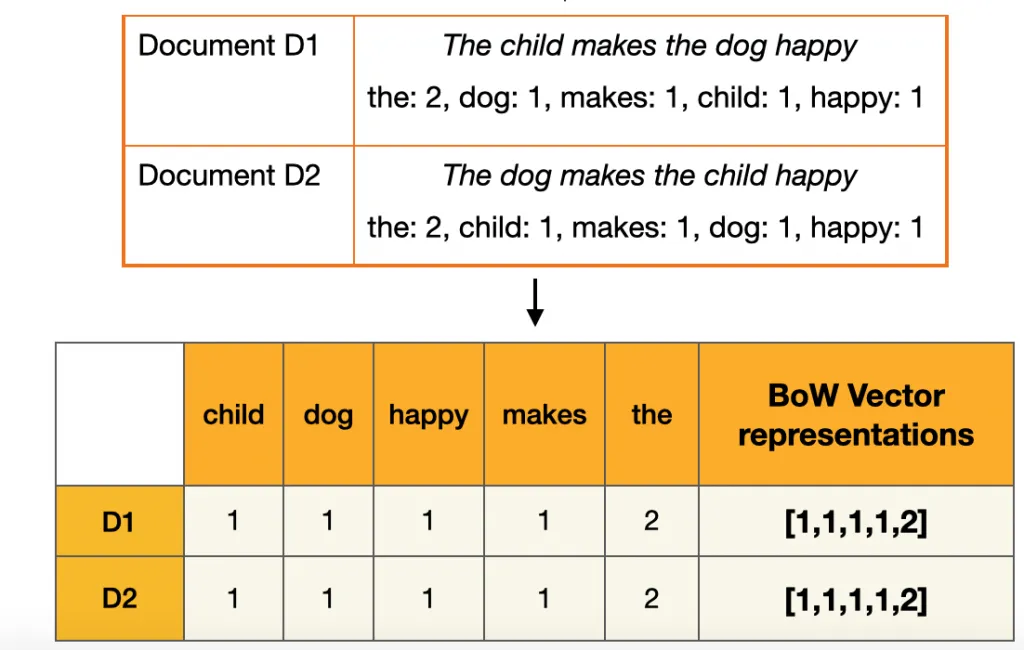 Document D1
The child makes the dog happy
the: 2, dog: 1, makes: 1, child: 1, happy: 1
Document D2
The dog makes the child happy
the: 2, child: 1, makes: 1, dog: 1, happy: 1
child dog happy makes the BoW Vector
representations
D1 1 1 1 1 2 [1,1,1,1,2]
D2 1 1 1 1 2 [1,1,1,1,2]